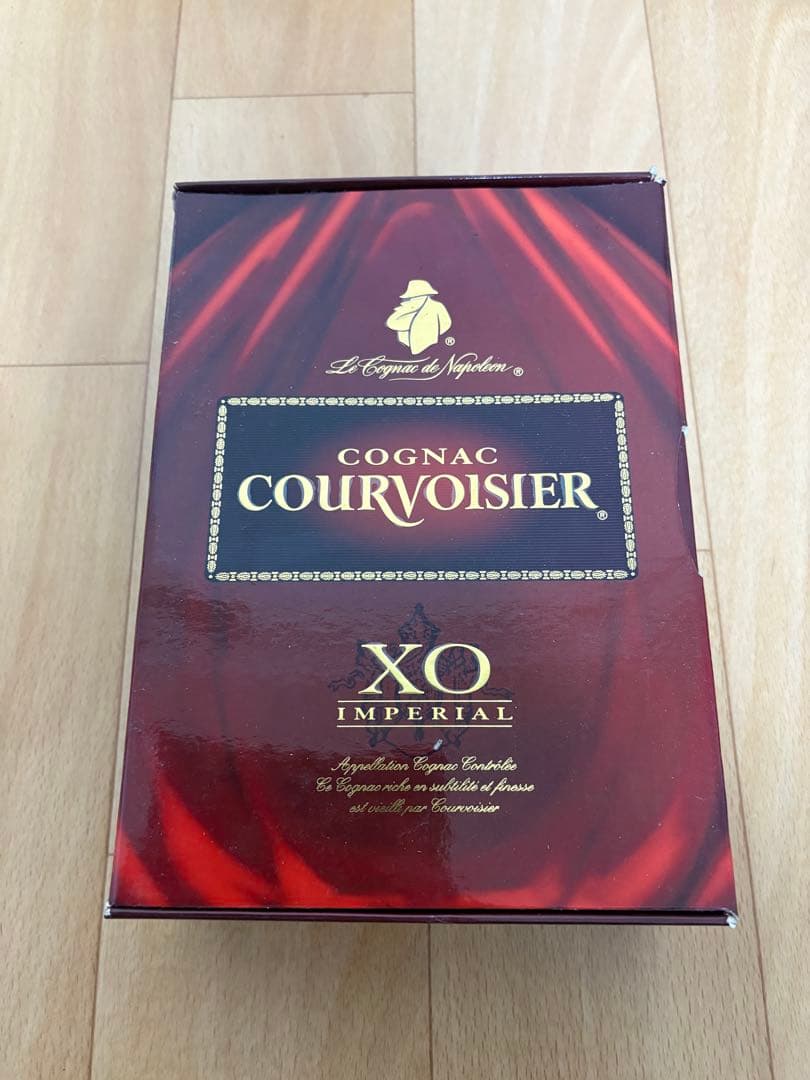 ®
Le Cognac de Napoleon ®
COGNAC
COURVOISIER ®
XO
IMPERIAL
Appellation Cognac Contrôlée
Ce Cognac riche en subtilité et finesse
est vieilli par Courvoisier